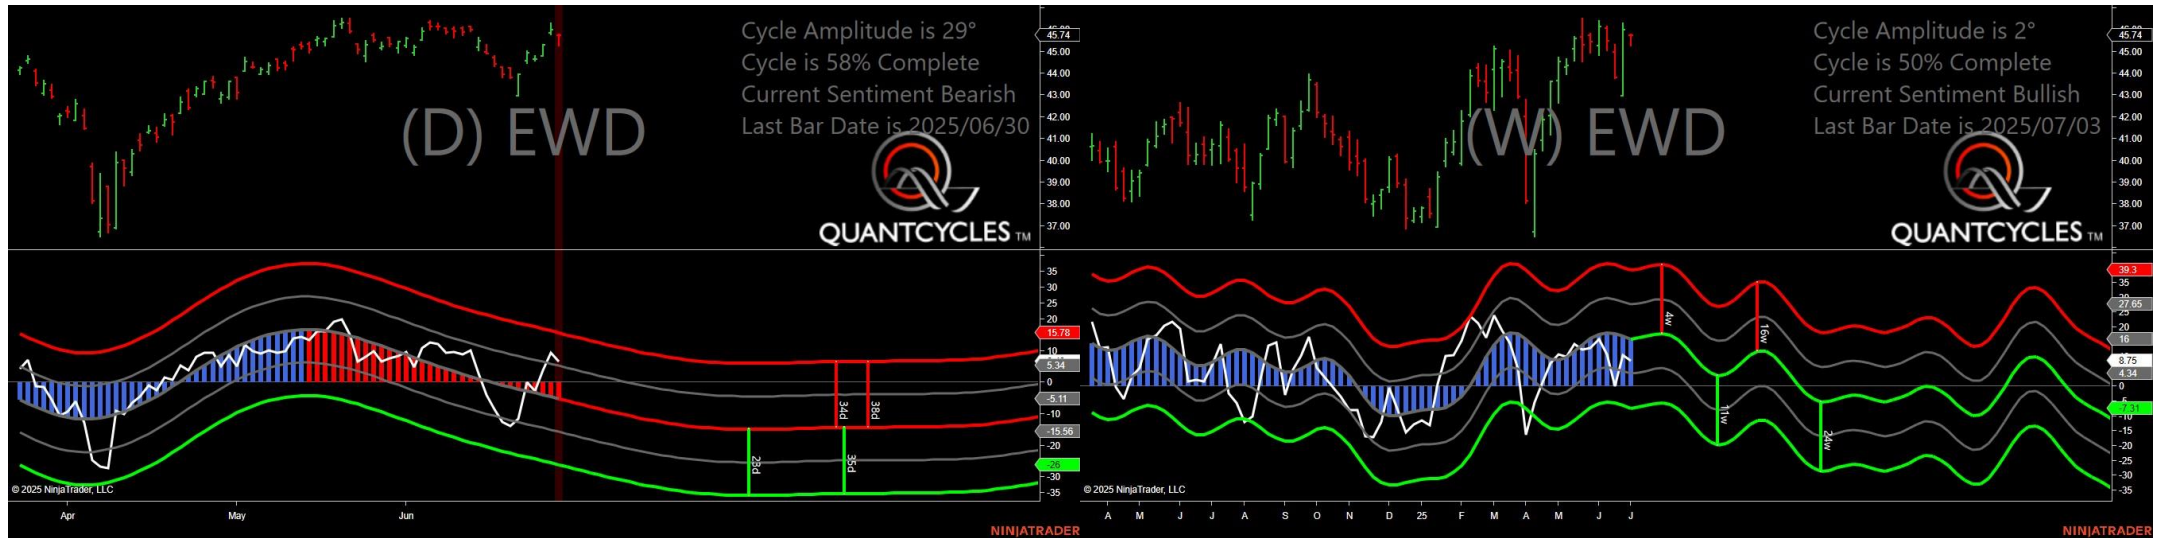 Cycle Amplitude is 29°
Cycle is 58% Complete
Current Sentiment Bearish
Last Bar Date is 2025/06/30
(D) EWD
QUANTCYCLES TM
45.74
45.00
44.00
43.00
42.00
41.00
40.00
39.00
38.00
37.00
35
30
25
20
15.78
10
5.34
0
-5.11
-10
-15.56
-20
-26
-30
-35
34d
38d
23d
35d
© 2025 NinjaTrader, LLC
Apr
May
Jun
NINJATRADER
Cycle Amplitude is 2°
Cycle is 50% Complete
Current Sentiment Bullish
Last Bar Date is 2025/07/03
(W) EWD
QUANTCYCLES TM
45.74
45.00
44.00
43.00
42.00
41.00
40.00
39.00
38.00
37.00
39.3
35
27.65
25
20
16
8.75
4.34
0
-5
-7.31
-10
-15
-20
-25
-30
-35
4w
16w
11w
24w
© 2025 NinjaTrader, LLC
A M J J A S O N D 25 F M A M J J
NINJATRADER